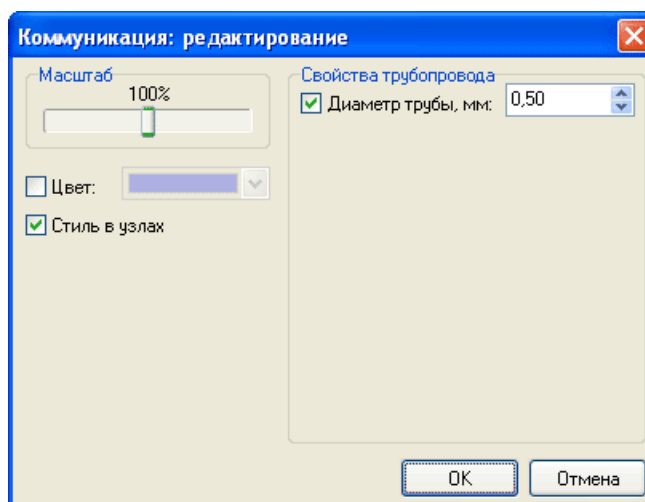 Коммуникация: редактирование
Масштаб
100%
Цвет:
Стиль в узлах
Свойства трубопровода
Диаметр трубы, мм: 0,50
OK Отмена